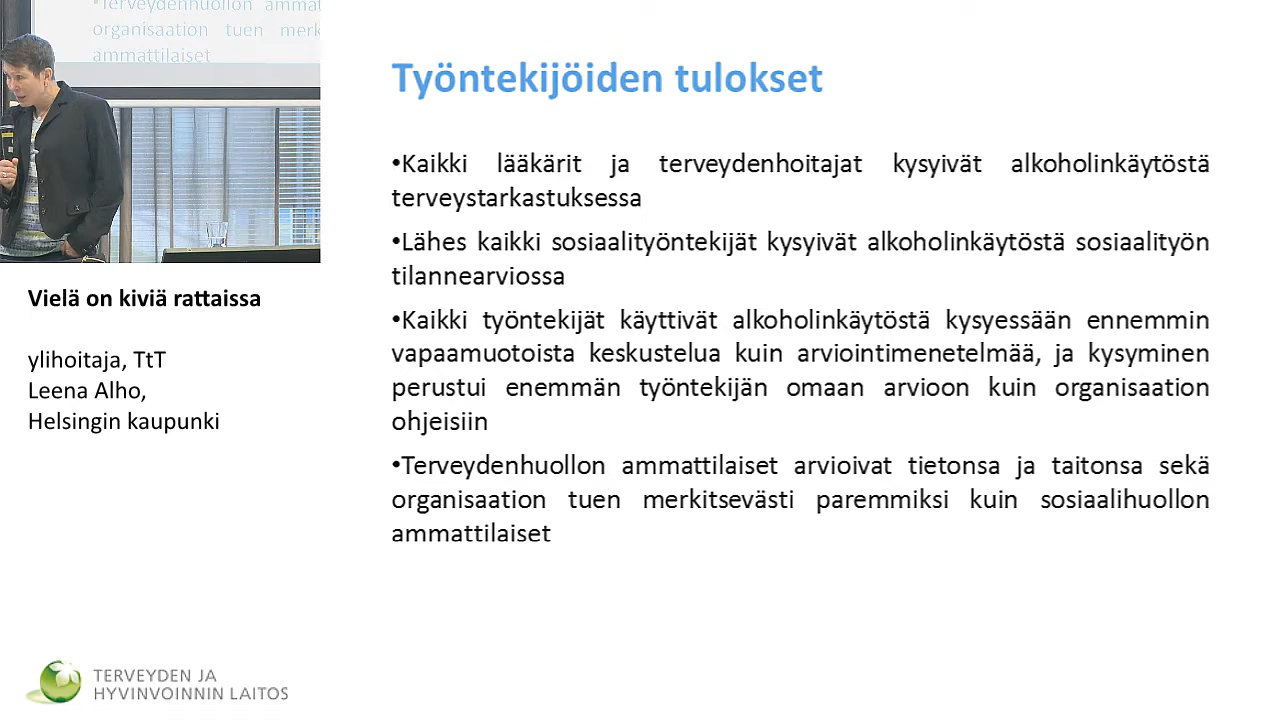 •Terveydenhuollon ammat
organisaation tuen merk
ammattilaiset
Vielä on kiviä rattaissa
ylihoitaja, TtT
Leena Alho,
Helsingin kaupunki
Työntekijöiden tulokset
•Kaikki lääkärit ja terveydenhoitajat kysyivät alkoholinkäytöstä
terveystarkastuksessa
•Lähes kaikki sosiaalityöntekijät kysyivät alkoholinkäytöstä sosiaalityön
tilannearviossa
•Kaikki työntekijät käyttivät alkoholinkäytöstä kysyessään ennemmin
vapaamuotoista keskustelua kuin arviointimenetelmää, ja kysyminen
perustui enemmän työntekijän omaan arvioon kuin organisaation
ohjeisiin
•Terveydenhuollon ammattilaiset arvioivat tietonsa ja taitonsa sekä
organisaation tuen merkitsevästi paremmiksi kuin sosiaalihuollon
ammattilaiset
TERVEYDEN JA
HYVINVOINNIN LAITOS